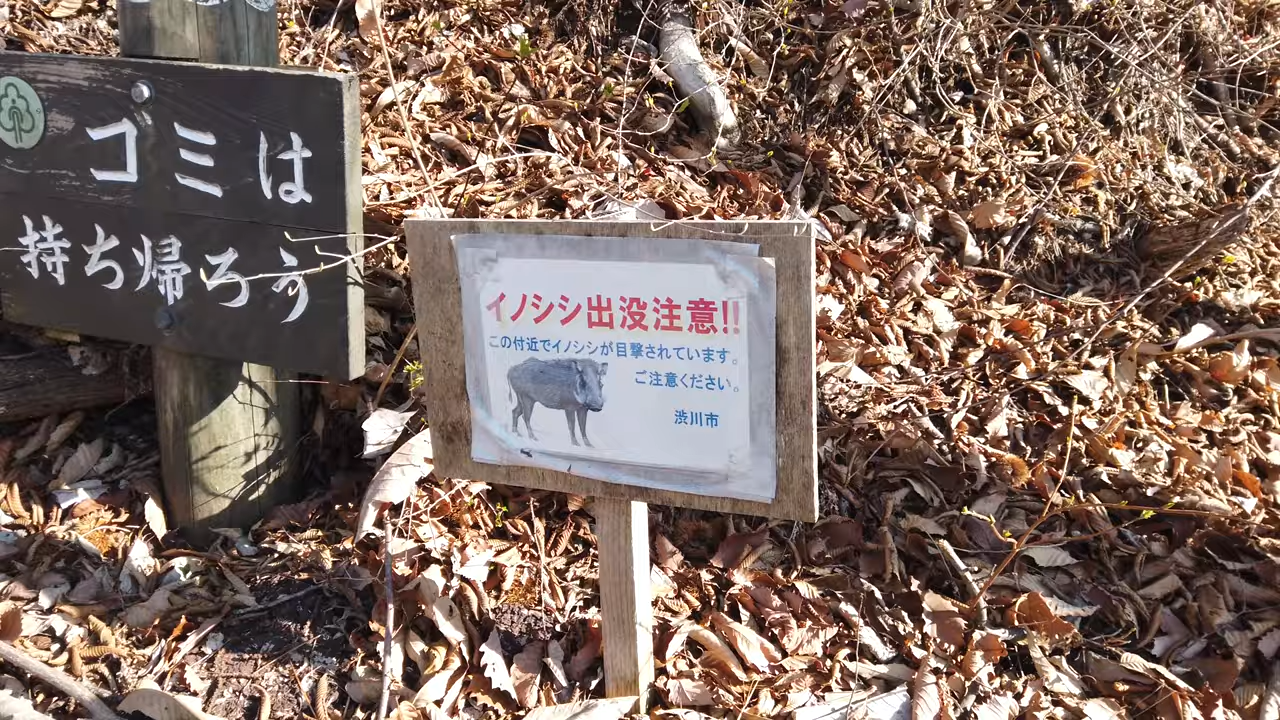 ゴミは
持ち帰ろう
イノシシ出没注意!!
この付近でイノシシが目撃されています。
ご注意ください。
渋川市